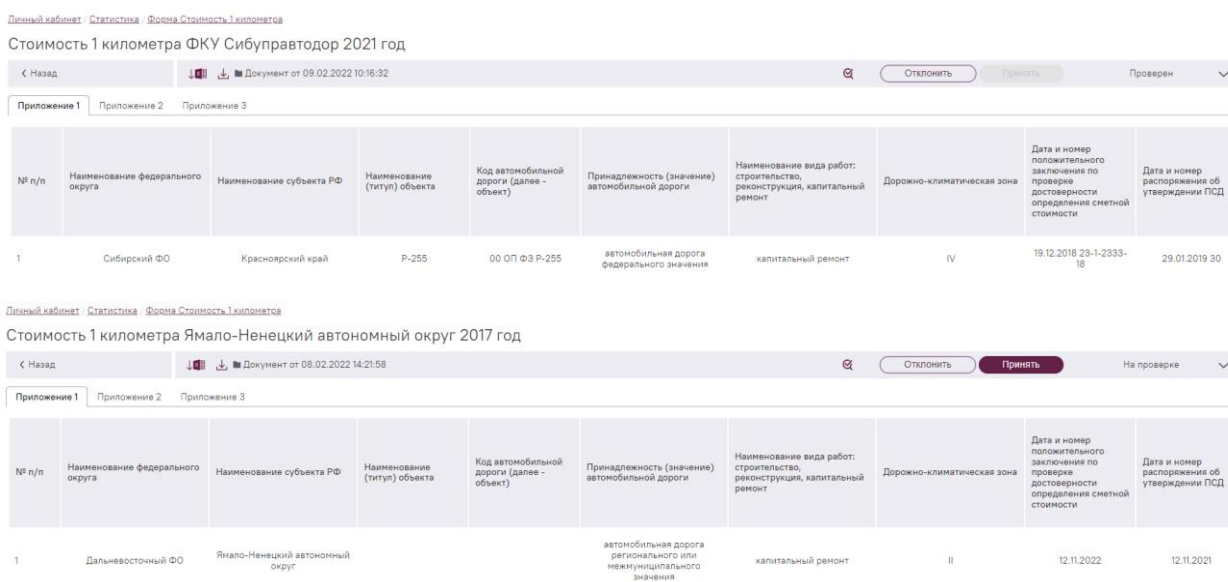 Личный кабинет / Статистика / Форма Стоимость 1 километра
Стоимость 1 километра ФКУ Сибуправтодор 2021 год
Назад Документ от 09.02.2022 10:16:32 Отклонить Принять Проверен
Приложение 1 Приложение 2 Приложение 3
№ п/п
Наименование федерального
округа
Наименование субъекта РФ
Наименование
(титул) объекта
Код автомобильной
дороги (далее -
объект)
Принадлежность (значение)
автомобильной дороги
Наименование вида работ:
строительство,
реконструкция, капитальный
ремонт
Дорожно-климатическая зона
Дата и номер
положительного
заключения по
проверке
достоверности
определения сметной
стоимости
Дата и номер
распоряжения об
утверждении ПСД
1
Сибирский ФО
Красноярский край
Р-255
00 ОП ФЗ Р-255
автомобильная дорога
федерального значения
капитальный ремонт
IV
19.12.2018 23-1-2333-
18
29.01.2019 30
Личный кабинет / Статистика / Форма Стоимость 1 километра
Стоимость 1 километра Ямало-Ненецкий автономный округ 2017 год
Назад Документ от 08.02.2022 14:21:58 Отклонить Принять На проверке
Приложение 1 Приложение 2 Приложение 3
№ п/п
Наименование федерального
округа
Наименование субъекта РФ
Наименование
(титул) объекта
Код автомобильной
дороги (далее -
объект)
Принадлежность (значение)
автомобильной дороги
Наименование вида работ:
строительство,
реконструкция, капитальный
ремонт
Дорожно-климатическая зона
Дата и номер
положительного
заключения по
проверке
достоверности
определения сметной
стоимости
Дата и номер
распоряжения об
утверждении ПСД
1
Дальневосточный ФО
Ямало-Ненецкий автономный
округ
автомобильная дорога
регионального или
межмуниципального
значения
капитальный ремонт
II
12.11.2022
12.11.2021